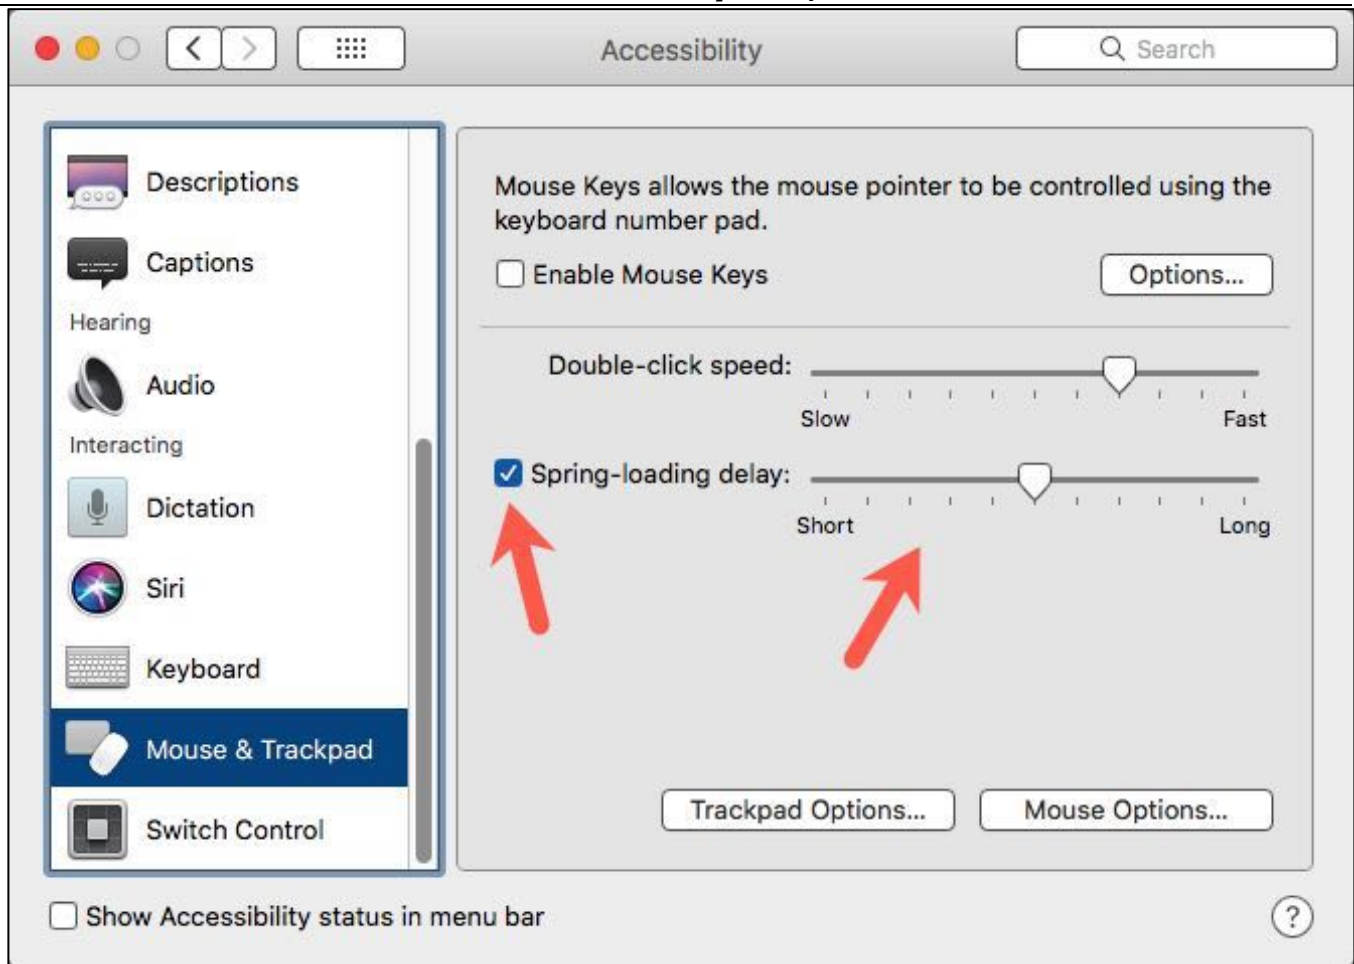 Accessibility
Search
Descriptions
Captions
Hearing
Audio
Interacting
Dictation
Siri
Keyboard
Mouse & Trackpad
Switch Control
Mouse Keys allows the mouse pointer to be controlled using the
keyboard number pad.
Enable Mouse Keys
Options...
Double-click speed:
Slow
Fast
Spring-loading delay:
Short
Long
Trackpad Options...
Mouse Options...
Show Accessibility status in menu bar
?